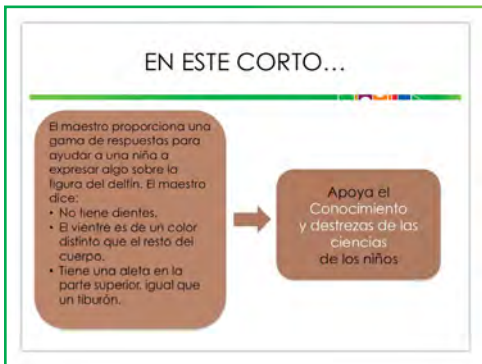 EN ESTE CORTO...
El maestro proporciona una
gama de respuestas para
ayudar a una niña a
expresar algo sobre la
figura del delfín. El maestro
dice:
• No tiene dientes.
• El vientre es de un color
distinto que el resto del
cuerpo.
• Tiene una aleta en la
parte superior, igual que
un tiburón.
Apoya el
Conocimiento
y destrezas de las
ciencias
de los niños